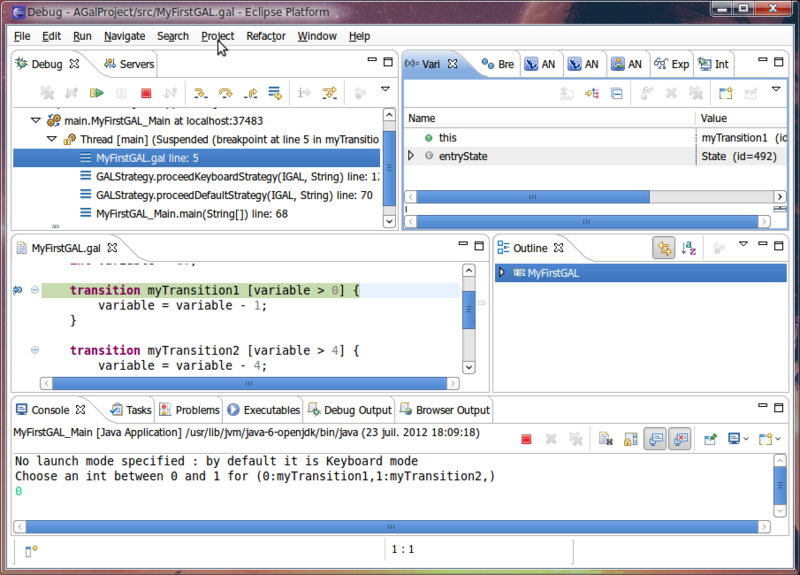 Debug - AGalProject/src/MyFirstGAL.gal - Eclipse Platform
File Edit Run Navigate Search Project Refactor Window Help
Debug Servers
main.MyFirstGAL_Main at localhost:37483
Thread [main] (Suspended (breakpoint at line 5 in myTransitio
MyFirstGAL.gal line: 5
GALStrategy.proceedKeyboardStrategy(IGAL, String) line: 1
GALStrategy.proceedDefaultStrategy(IGAL, String) line: 70
MyFirstGAL_Main.main(String[]) line: 68
(x)= Vari Bre AN AN AN Exp Int
Name Value
this myTransition1 (id
entryState State (id=492)
MyFirstGAL.gal
transition myTransition1 [variable > 0] {
variable = variable - 1;
}
transition myTransition2 [variable > 4] {
variable = variable - 4;
Outline
MyFirstGAL
Console Tasks Problems Executables Debug Output Browser Output
MyFirstGAL_Main [Java Application] /usr/lib/jvm/java-6-openjdk/bin/java (23 juil. 2012 18:09:18)
No launch mode specified : by default it is Keyboard mode
Choose an int between 0 and 1 for (0:myTransition1,1:myTransition2,)
0
1 : 1